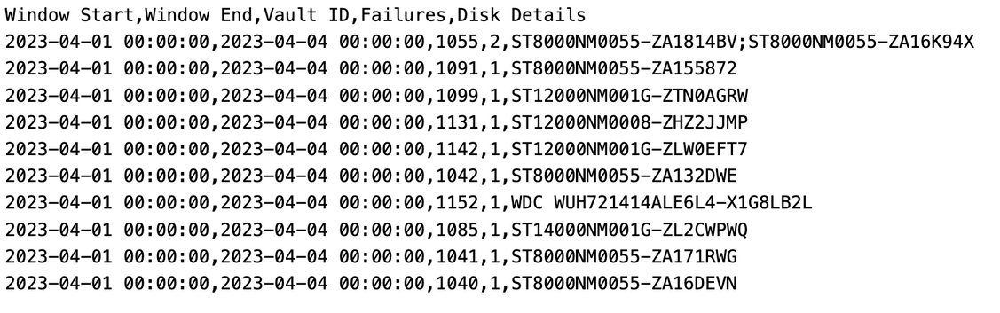 Window Start,Window End,Vault ID,Failures,Disk Details
2023-04-01 00:00:00,2023-04-04 00:00:00,1055,2,ST8000NM0055-ZA1814BV;ST8000NM0055-ZA16K94X
2023-04-01 00:00:00,2023-04-04 00:00:00,1091,1,ST8000NM0055-ZA155872
2023-04-01 00:00:00,2023-04-04 00:00:00,1099,1,ST12000NM001G-ZTN0AGRW
2023-04-01 00:00:00,2023-04-04 00:00:00,1131,1,ST12000NM0008-ZHZ2JJMP
2023-04-01 00:00:00,2023-04-04 00:00:00,1142,1,ST12000NM001G-ZLW0EFT7
2023-04-01 00:00:00,2023-04-04 00:00:00,1042,1,ST8000NM0055-ZA132DWE
2023-04-01 00:00:00,2023-04-04 00:00:00,1152,1,WDC WUH721414ALE6L4-X1G8LB2L
2023-04-01 00:00:00,2023-04-04 00:00:00,1085,1,ST14000NM001G-ZL2CWPWQ
2023-04-01 00:00:00,2023-04-04 00:00:00,1041,1,ST8000NM0055-ZA171RWG
2023-04-01 00:00:00,2023-04-04 00:00:00,1040,1,ST8000NM0055-ZA16DEVN